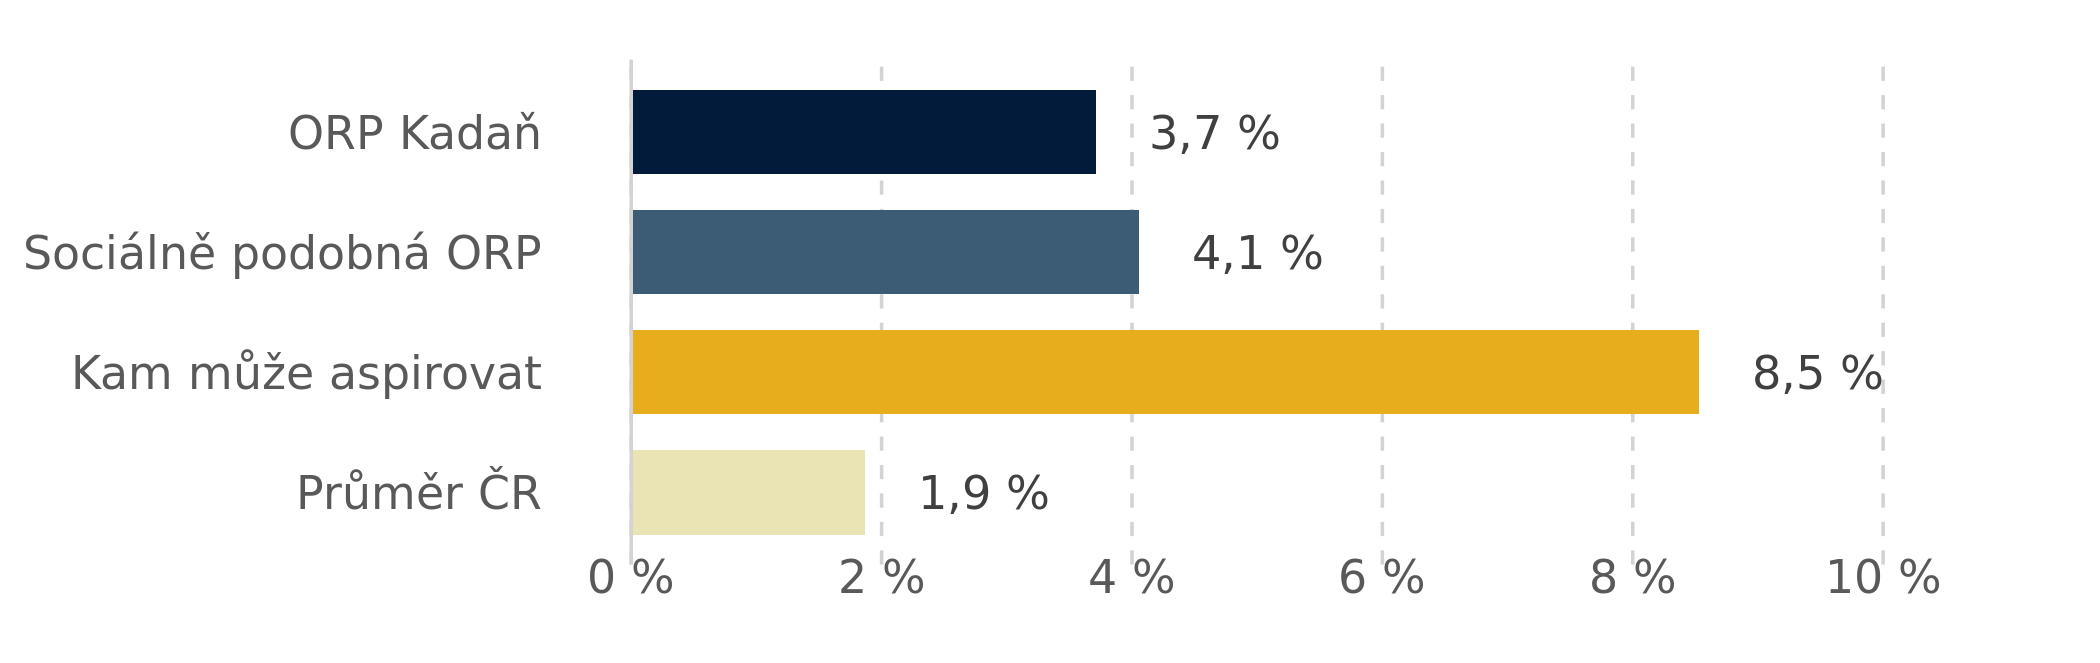 ORP Kadaň 3,7 %
Sociálně podobná ORP 4,1 %
Kam může aspirovat 8,5 %
Průměr ČR 1,9 %
0 % 2 % 4 % 6 % 8 % 10 %